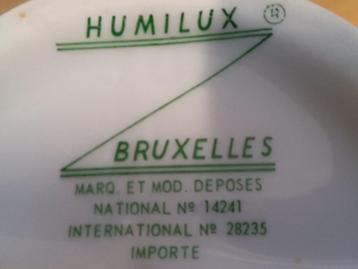 HUMILUX
BRUXELLES
MARQ. ET MOD. DEPOSES
NATIONAL Nº 14241
INTERNATIONAL Nº 28235
IMPORTE